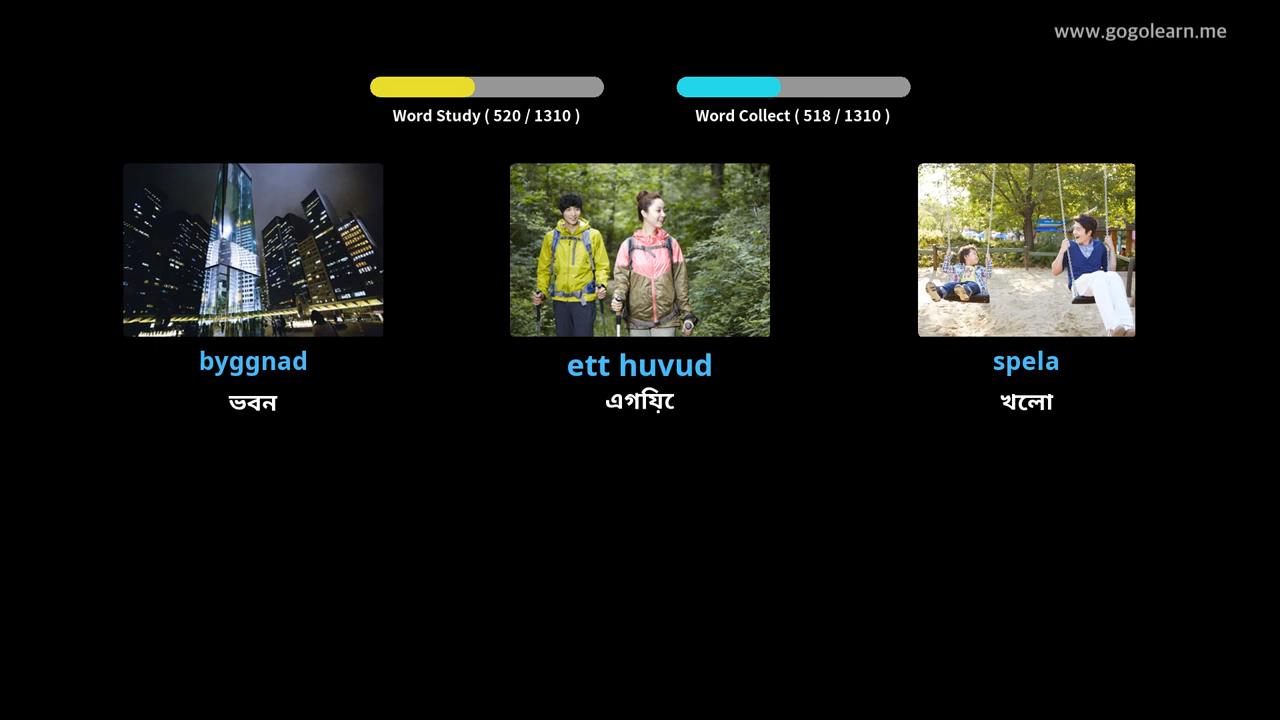 www.gogolearn.me
Word Study ( 520 / 1310 )
Word Collect ( 518 / 1310 )
byggnad
ett huvud
spela
ভবন
এগিয়ে
খেলো